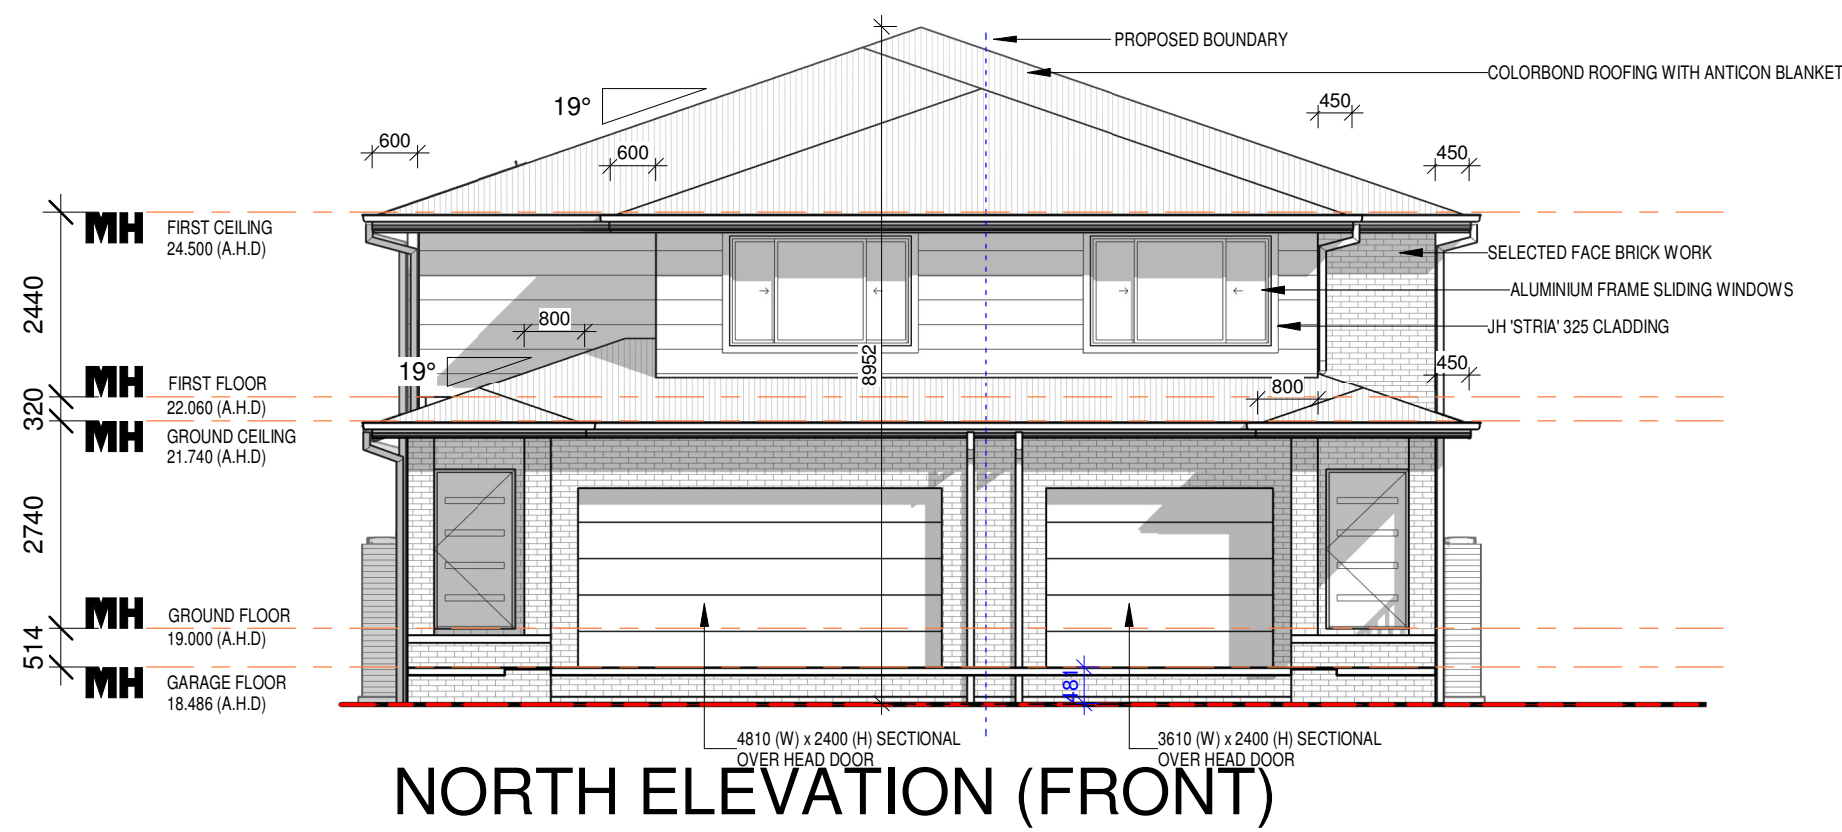 PROPOSED BOUNDARY
COLORBOND ROOFING WITH ANTICON BLANKET
19°
450
600
600
450
MH
FIRST CEILING
24.500 (A.H.D)
SELECTED FACE BRICK WORK
ALUMINIUM FRAME SLIDING WINDOWS
2440
800
JH 'STRIA' 325 CLADDING
8952
19°
450
MH
FIRST FLOOR
22.060 (A.H.D)
800
320
MH
GROUND CEILING
21.740 (A.H.D)
2740
MH
GROUND FLOOR
19.000 (A.H.D)
514
MH
GARAGE FLOOR
18.486 (A.H.D)
481
4810 (W) x 2400 (H) SECTIONAL
OVER HEAD DOOR
3610 (W) x 2400 (H) SECTIONAL
OVER HEAD DOOR
NORTH ELEVATION (FRONT)